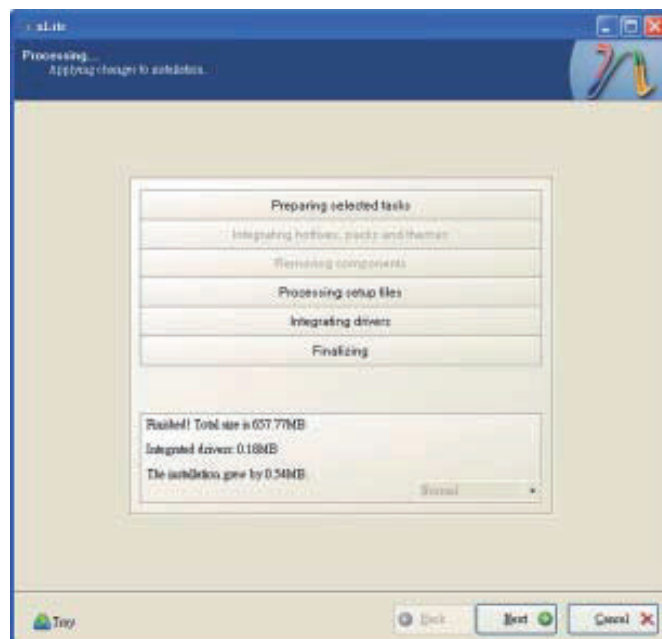 nLite
Processing...
Applying changes to installation.
Preparing selected tasks
Integrating hotfixes, packs and themes
Removing components
Processing setup files
Integrating drivers
Finalizing
Finished! Total size is 657.77MB
Integrated drivers: 0.16MB
The installation grew by 0.54MB
Normal
Tray
Back
Next
Cancel